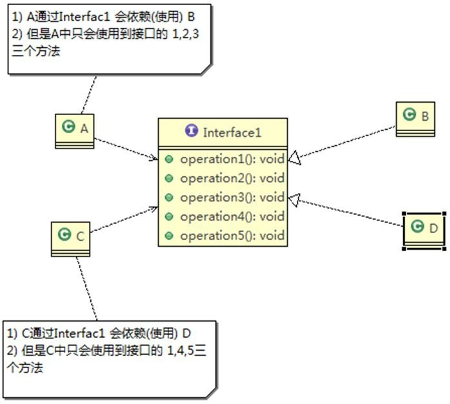 1) A通过Interfac1 会依赖(使用) B
2) 但是A中只会使用到接口的 1,2,3
三个方法
A
Interface1
B
operation1(): void
operation2(): void
operation3(): void
operation4(): void
operation5(): void
C
D
1) C通过Interfac1 会依赖(使用) D
2) 但是C中只会使用到接口的 1,4,5三
个方法